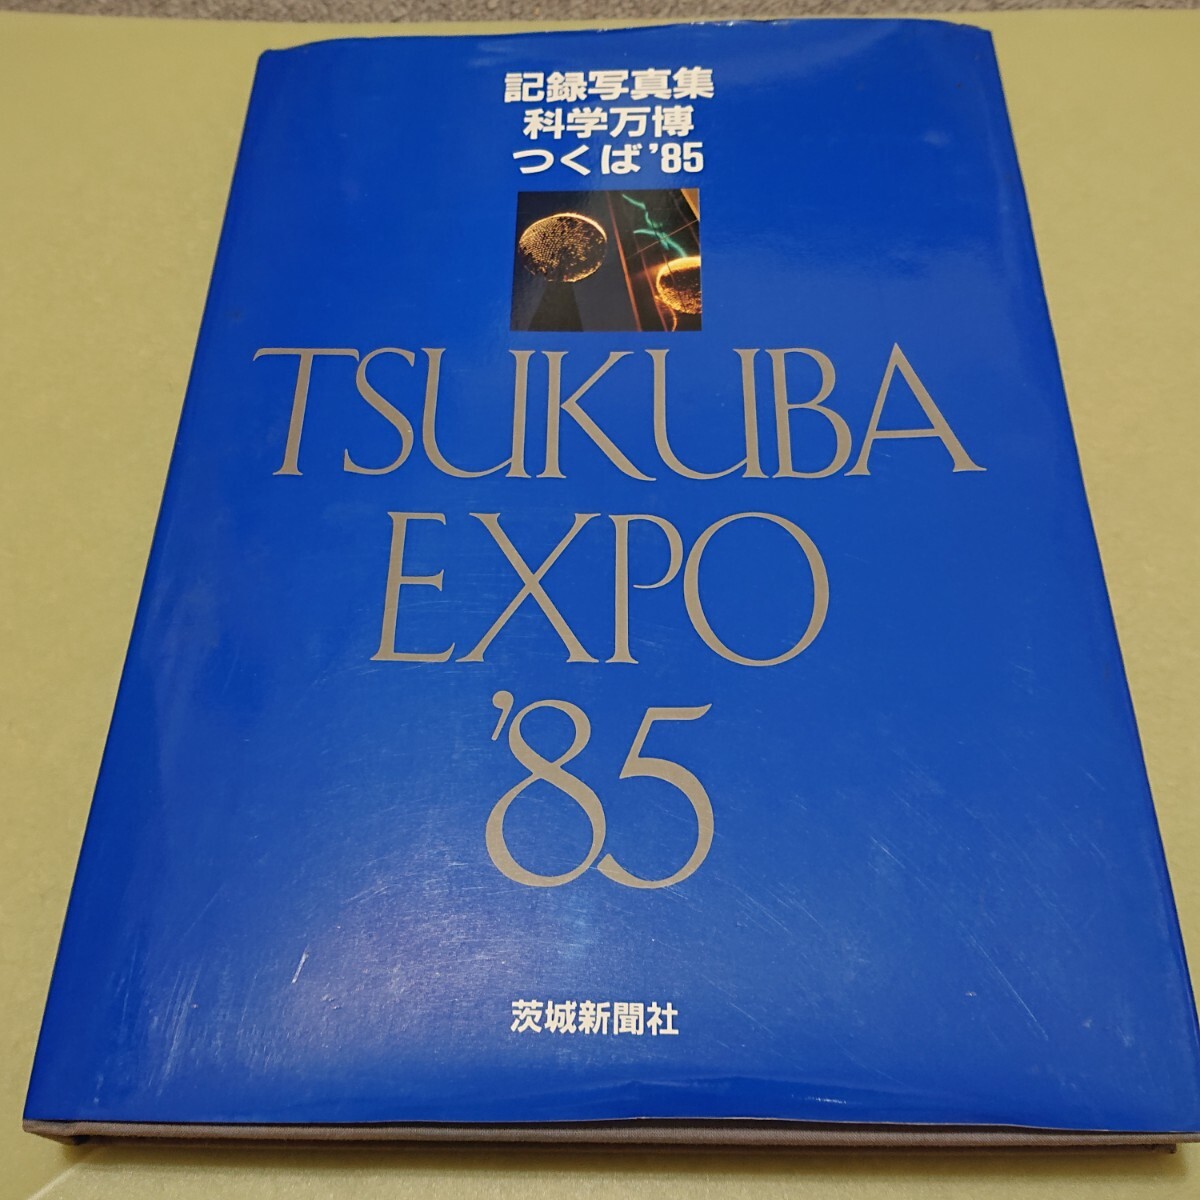 記録写真集
科学万博
つくば'85
TSUKUBA
EXPO
'85
茨城新聞社